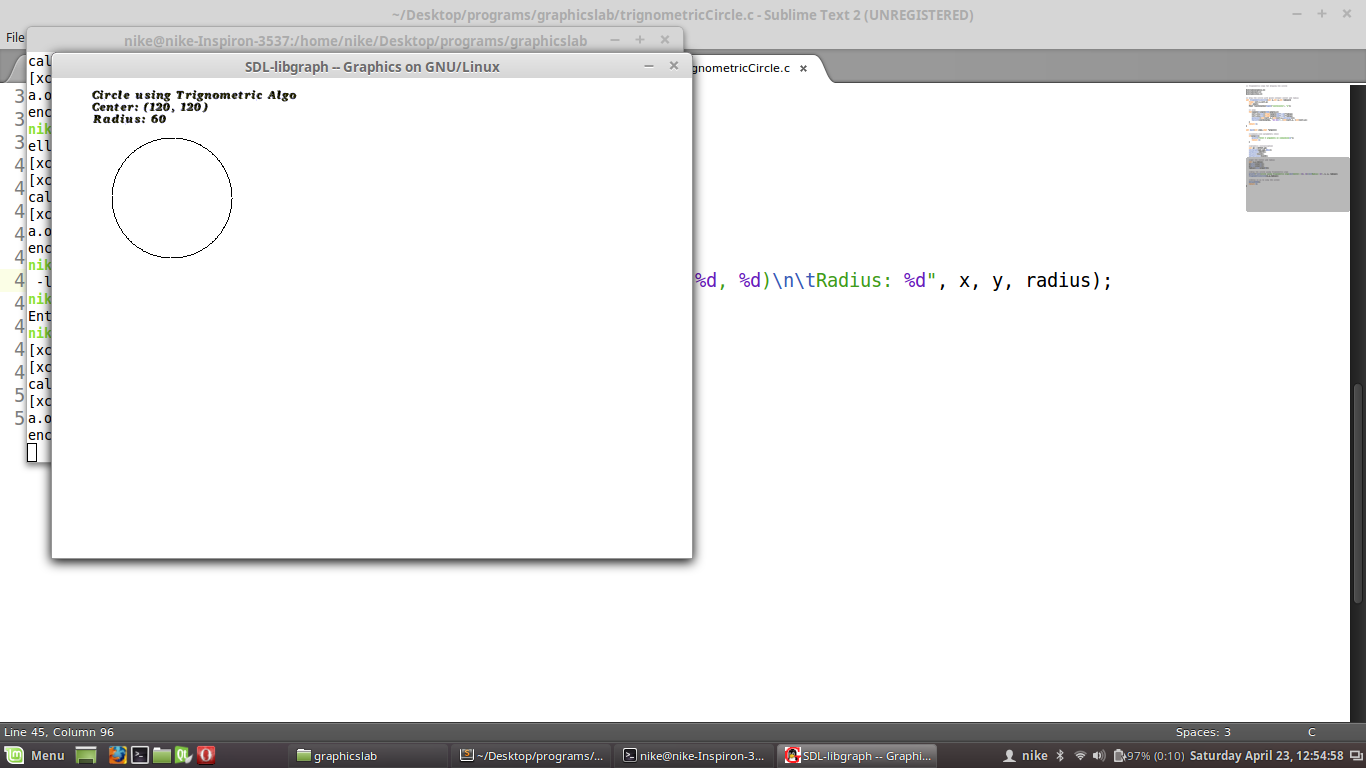 ~/Desktop/programs/graphicslab/trignometricCircle.c - Sublime Text 2 (UNREGISTERED)
File
nike@nike-Inspiron-3537:/home/nike/Desktop/programs/graphicslab
SDL-libgraph -- Graphics on GNU/Linux
gnometricCircle.c
Circle using Trignometric Algo
Center: (120, 120)
Radius: 60
cal
[xc
a.o
enc
nik
ell
[xc
[xc
cal
[xc
a.o
enc
nik
-l
nik
Ent
nik
[xc
[xc
cal
[xc
a.o
enc
3
3
3
4
4
4
4
4
4
4
4
4
4
5
5
%d, %d)\n\tRadius: %d", x, y, radius);
Line 45, Column 96
Spaces: 3
C
Menu
graphicslab
~/Desktop/programs/...
nike@nike-Inspiron-3...
SDL-libgraph -- Graphi...
nike
97% (0:10)
Saturday April 23, 12:54:58